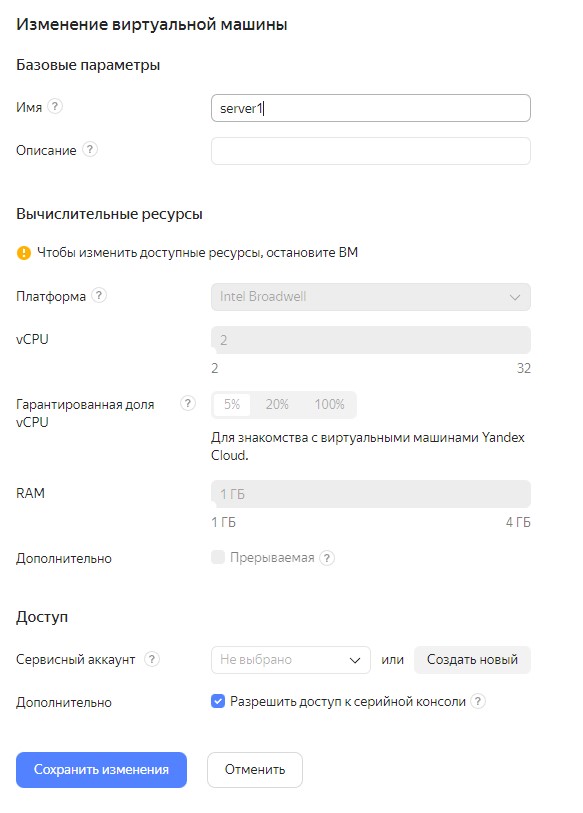 Изменение виртуальной машины
Базовые параметры
Имя ?
server1
Описание ?
Вычислительные ресурсы
! Чтобы изменить доступные ресурсы, остановите ВМ
Платформа ?
Intel Broadwell
vCPU
2
2 32
Гарантированная доля vCPU ?
5% 20% 100%
Для знакомства с виртуальными машинами Yandex
Cloud.
RAM
1 ГБ
1 ГБ 4 ГБ
Дополнительно
Прерываемая ?
Доступ
Сервисный аккаунт ?
Не выбрано
или
Создать новый
Дополнительно
Разрешить доступ к серийной консоли ?
Сохранить изменения
Отменить